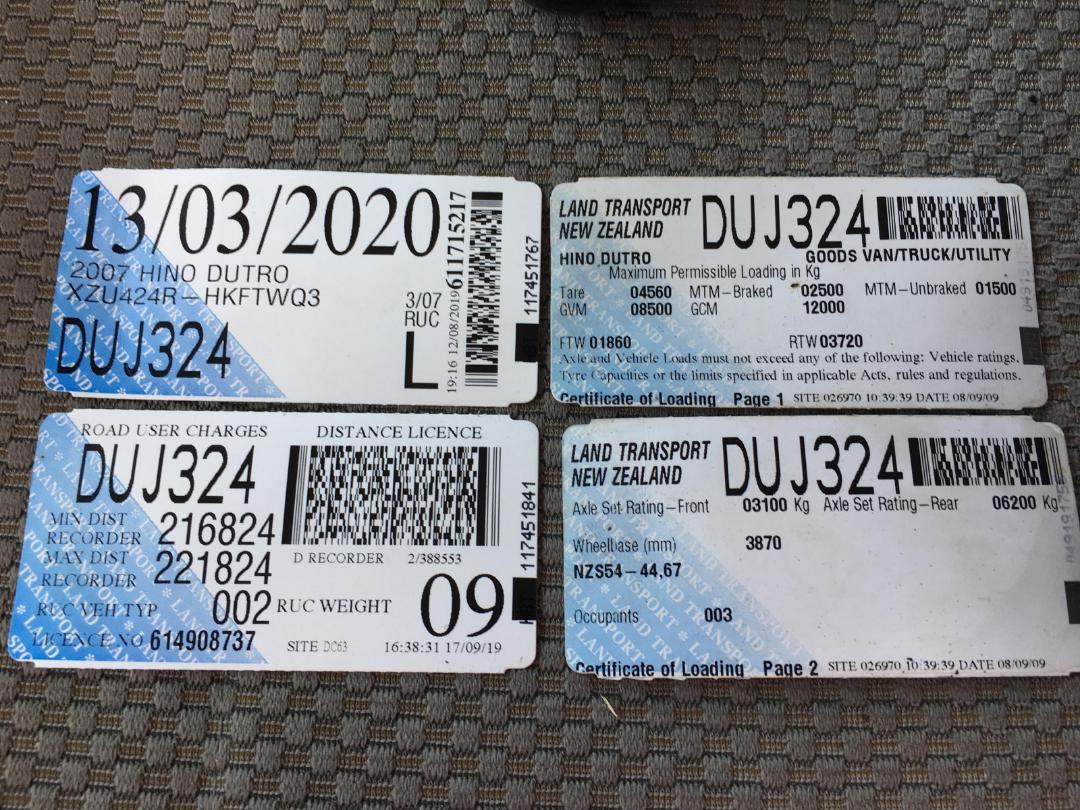 13/03/2020
2007 HINO DUTRO
XZU424R-HKFTWQ3
3/07
RUC
DUJ324
L
19:16 12/08/2019
611715217
117451767
LAND TRANSPORT
NEW ZEALAND
DUJ324
HINO DUTRO GOODS VAN/TRUCK/UTILITY
Maximum Permissible Loading in Kg
Tare 04560 MTM-Braked 02500 MTM-Unbraked 01500
GVM 08500 GCM 12000
FTW 01860 RTW 03720
Axle and Vehicle Loads must not exceed any of the following: Vehicle ratings,
Tyre Capacities or the limits specified in applicable Acts, rules and regulations.
Certificate of Loading Page 1 SITE 026970 10:39:39 DATE 08/09/09
ROAD USER CHARGES DISTANCE LICENCE
DUJ324
MIN DIST
RECORDER 216824
MAX DIST
RECORDER 221824
D RECORDER 2/388553
RUC VEH TYP 002 RUC WEIGHT 09
LICENCE NO 614908737 SITE DC63 16:38:31 17/09/19
117451841
LAND TRANSPORT
NEW ZEALAND
DUJ324
Axle Set Rating-Front 03100 Kg Axle Set Rating-Rear 06200 Kg
Wheelbase (mm) 3870
NZS54-44,67
Occupants 003
Certificate of Loading Page 2 SITE 026970 10:39:39 DATE 08/09/09